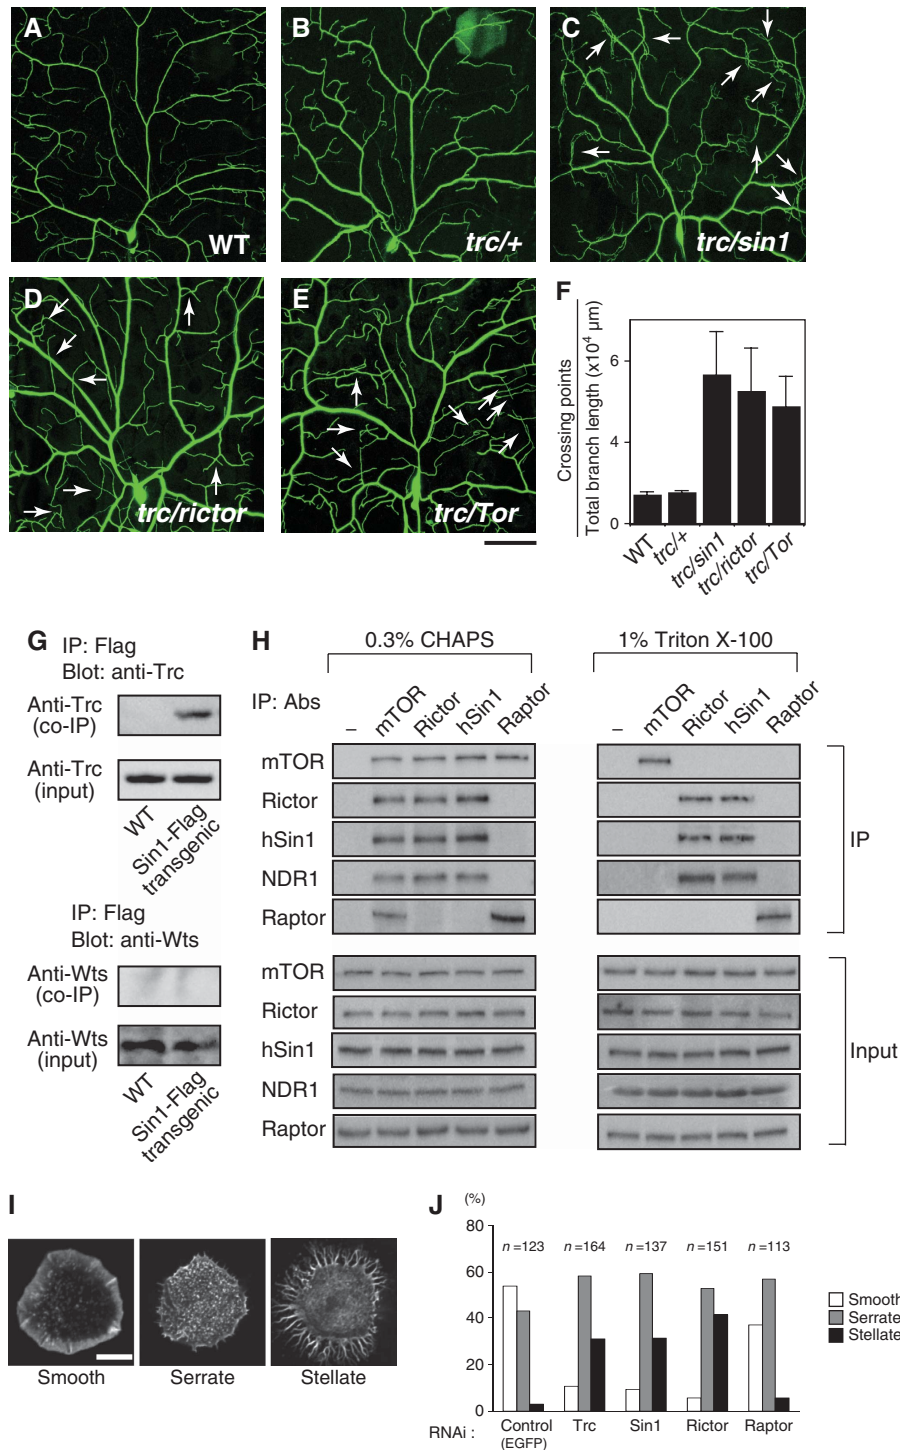 A
WT
B
trc/+
C
trc/sin1
D
trc/rictor
E
trc/Tor
F
Crossing points
Total branch length (x10⁴ µm)
6
4
0
WT
trc/+
trc/sin1
trc/rictor
trc/Tor
G
IP: Flag
Blot: anti-Trc
Anti-Trc
(co-IP)
Anti-Trc
(input)
WT
Sin1-Flag
transgenic
IP: Flag
Blot: anti-Wts
Anti-Wts
(co-IP)
Anti-Wts
(input)
WT
Sin1-Flag
transgenic
H
0.3% CHAPS
1% Triton X-100
IP: Abs
–
mTOR
Rictor
hSin1
Raptor
–
mTOR
Rictor
hSin1
Raptor
mTOR
Rictor
hSin1
NDR1
Raptor
IP
mTOR
Rictor
hSin1
NDR1
Raptor
Input
I
Smooth
Serrate
Stellate
J
(%)
80
60
40
20
0
n =123
n =164
n =137
n =151
n =113
Smooth
Serrate
Stellate
RNAi :
Control
(EGFP)
Trc
Sin1
Rictor
Raptor